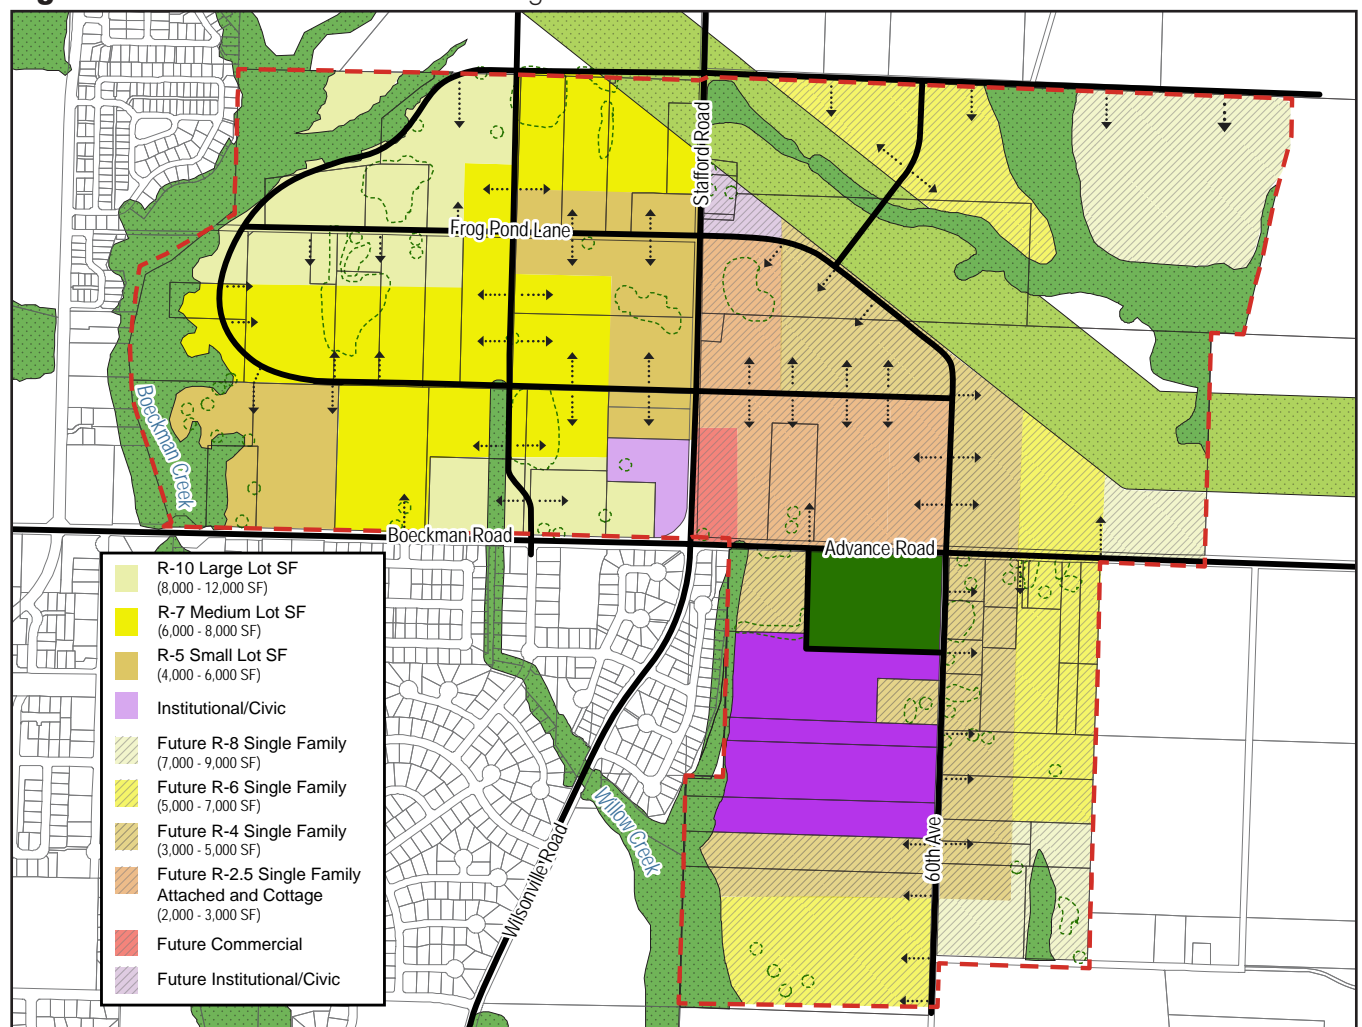 Stafford Road
Frog Pond Lane
Boeckman Creek
Boeckman Road
Advance Road
R-10 Large Lot SF
(8,000 - 12,000 SF)
R-7 Medium Lot SF
(6,000 - 8,000 SF)
R-5 Small Lot SF
(4,000 - 6,000 SF)
Institutional/Civic
Future R-8 Single Family
(7,000 - 9,000 SF)
Future R-6 Single Family
(5,000 - 7,000 SF)
Future R-4 Single Family
(3,000 - 5,000 SF)
Future R-2.5 Single Family
Attached and Cottage
(2,000 - 3,000 SF)
Future Commercial
Future Institutional/Civic
Willow Creek
Wilsonville Road
60th Ave